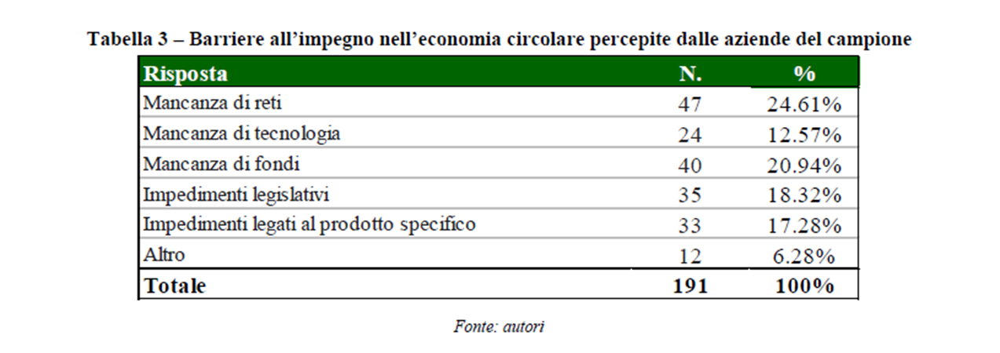 Tabella 3 – Barriere all’impegno nell’economia circolare percepite dalle aziende del campione
Risposta N. %
Mancanza di reti 47 24.61%
Mancanza di tecnologia 24 12.57%
Mancanza di fondi 40 20.94%
Impedimenti legislativi 35 18.32%
Impedimenti legati al prodotto specifico 33 17.28%
Altro 12 6.28%
Totale 191 100%
Fonte: autori